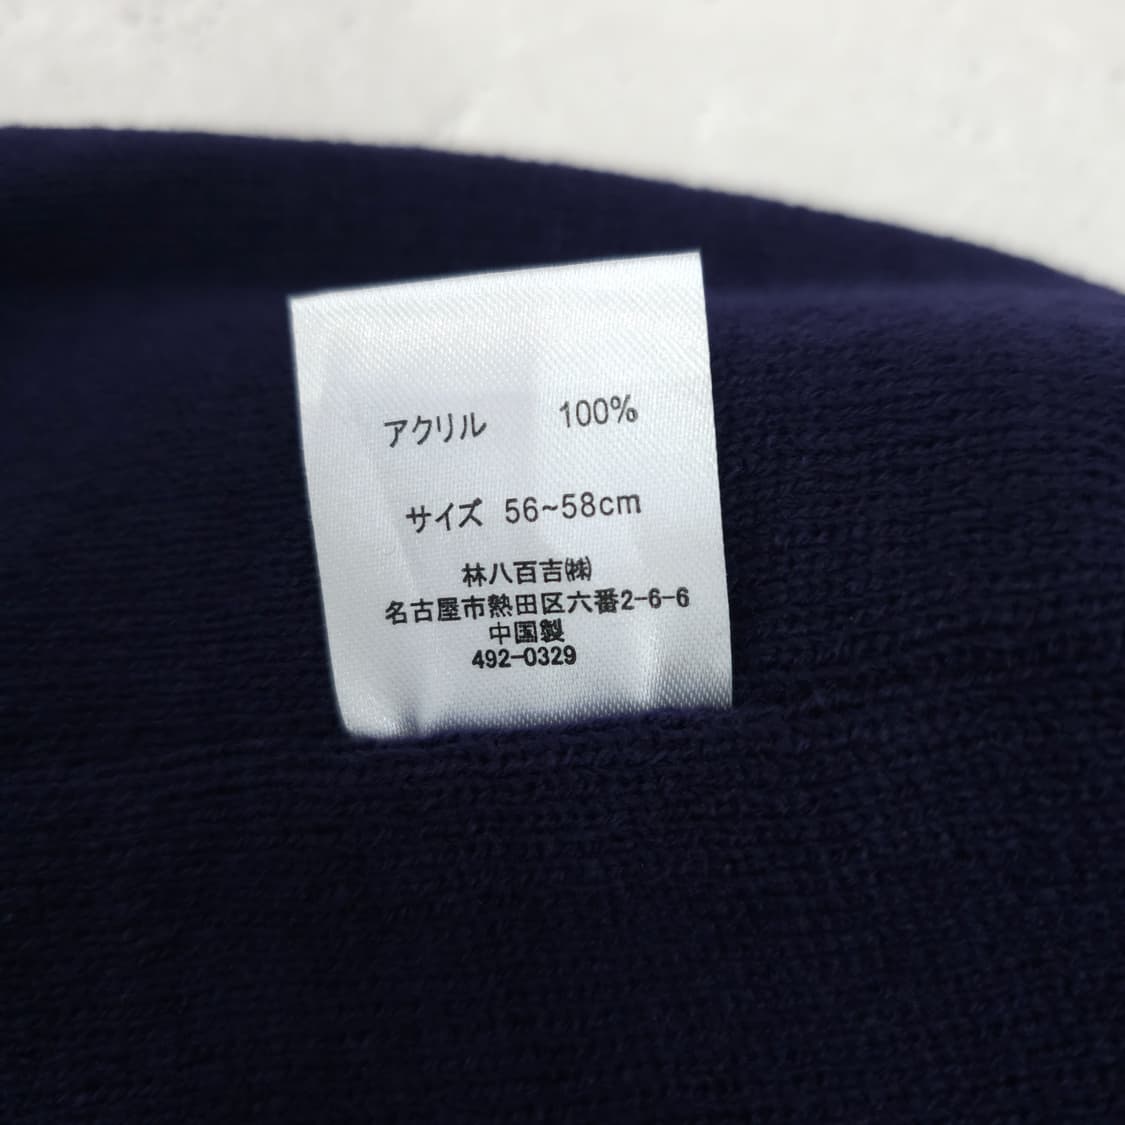 アクリル 100%
サイズ 56~58cm
林八百吉㈱
名古屋市熱田区六番2-6-6
中国製
492-0329